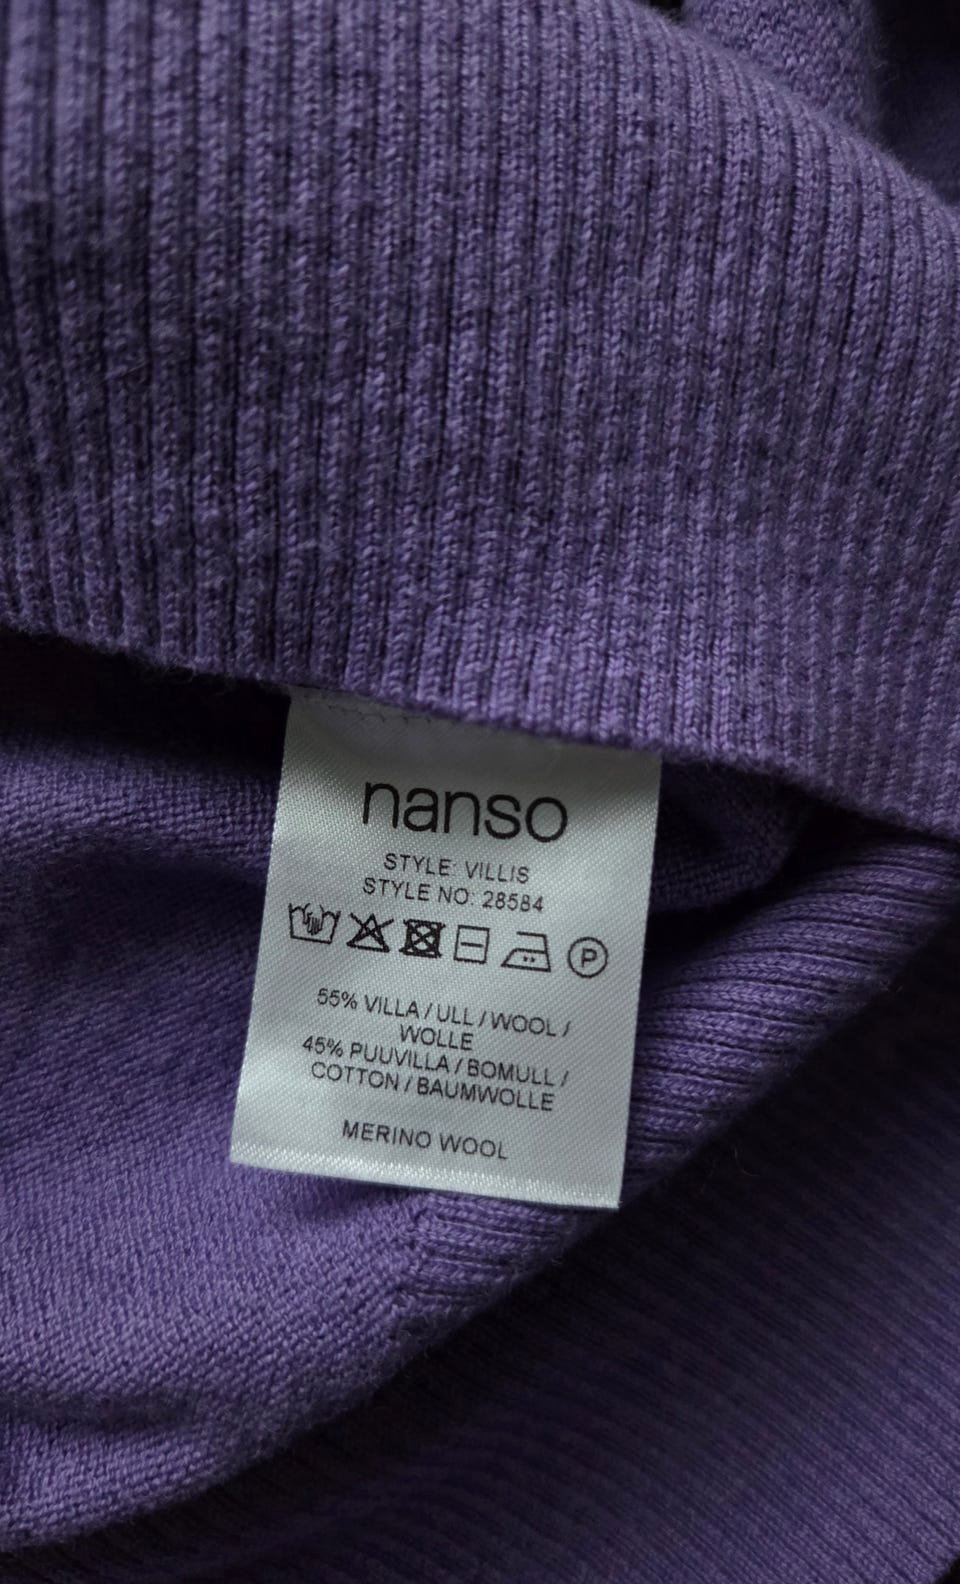 nanso
STYLE: VILLIS
STYLE NO: 28584
P
55% VILLA / ULL / WOOL /
WOLLE
45% PUUVILLA / BOMULL /
COTTON / BAUMWOLLE
MERINO WOOL